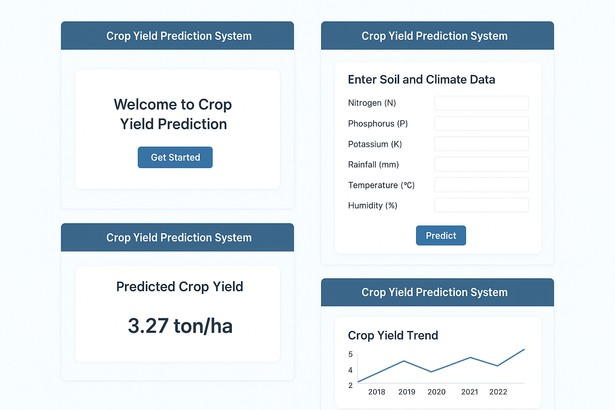 Crop Yield Prediction System
Welcome to Crop
Yield Prediction
Get Started
Crop Yield Prediction System
Enter Soil and Climate Data
Nitrogen (N)
Phosphorus (P)
Potassium (K)
Rainfall (mm)
Temperature (°C)
Humidity (%)
Predict
Crop Yield Prediction System
Predicted Crop Yield
3.27 ton/ha
Crop Yield Prediction System
Crop Yield Trend
5
4
2
2018 2019 2020 2021 2022